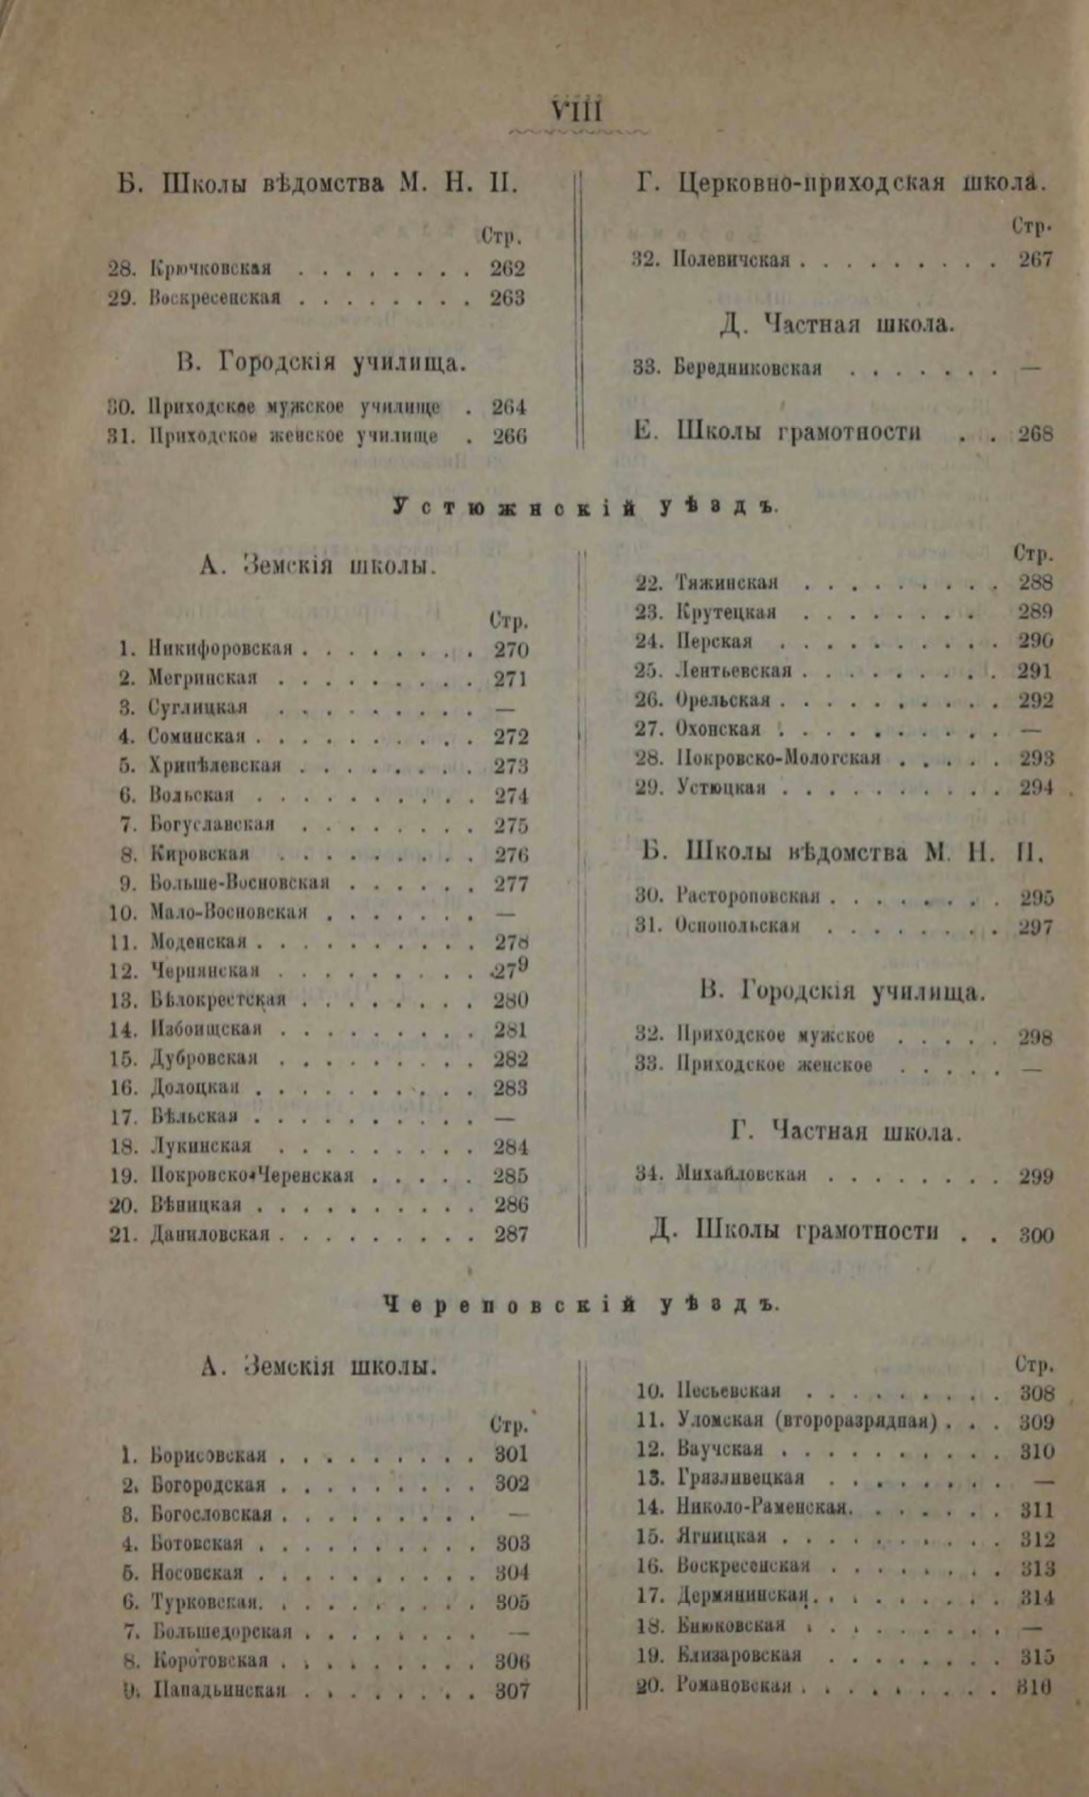 VIII
Б. Школы вѣдомства М. Н. П.
Стр.
28. Крючковская . . . . . . . . 262
29. Воскресенская . . . . . . . . 263
В. Городскія училища.
30. Приходское мужское училище . 264
31. Приходское женское училище . 266
Г. Церковно-приходская школа.
Стр.
32. Полевичская . . . . . . . . . 267
Д. Частная школа.
33. Бередниковская . . . . . . . —
Е. Школы грамотности . . 268
Устюжнскій уѣздъ.
А. Земскія школы.
Стр.
1. Никифоровская . . . . . . . . 270
2. Мегринская . . . . . . . . . 271
3. Суглицкая . . . . . . . . . —
4. Соминская . . . . . . . . . . 272
5. Хрипѣлевская . . . . . . . . 273
6. Вольская . . . . . . . . . . 274
7. Богуславская . . . . . . . . 275
8. Кировская . . . . . . . . . 276
9. Больше-Восновская . . . . . . 277
10. Мало-Восновская . . . . . . . —
11. Моденская . . . . . . . . . . 278
12. Чернянская . . . . . . . . . 279
13. Бѣлокрестская . . . . . . . . 280
14. Избоищская . . . . . . . . . 281
15. Дубровская . . . . . . . . . 282
16. Долоцкая . . . . . . . . . . 283
17. Бѣльская . . . . . . . . . . —
18. Лукинская . . . . . . . . . 284
19. Покровско-Черенская . . . . . 285
20. Вѣницкая . . . . . . . . . . 286
21. Даниловская . . . . . . . . . 287
Стр.
22. Тяжинская . . . . . . . . . 288
23. Крутецкая . . . . . . . . 289
24. Перская . . . . . . . . . . 290
25. Лентьевская . . . . . . . . . 291
26. Орельская . . . . . . . . . . 292
27. Охонская . . . . . . . . . . —
28. Покровско-Мологская . . . . . 293
29. Устюцкая . . . . . . . . . . 294
Б. Школы вѣдомства М. Н. П.
30. Растороповская . . . . . . . . 295
31. Оснопольская . . . . . . . . 297
В. Городскія училища.
32. Приходское мужское . . . . . 298
33. Приходское женское . . . . . —
Г. Частная школа.
34. Михайловская . . . . . . . . 299
Д. Школы грамотности . . 300
Череповскій уѣздъ.
А. Земскія школы.
Стр.
1. Борисовская . . . . . . . . . 301
2. Богородская . . . . . . . . . 302
3. Богословская . . . . . . . . . —
4. Ботовская . . . . . . . . . . 303
5. Носовская . . . . . . . . . . 304
6. Турковская. . . . . . . . . . 305
7. Большедорская . . . . . . . . —
8. Коротовская . . . . . . . . . 306
9. Пападьинская . . . . . . . . 307
Стр.
10. Песьевская . . . . . . . . . 308
11. Уломская (второразрядная) . . . 309
12. Ваучская . . . . . . . . . . 310
13. Грязливецкая . . . . . . . . —
14. Николо-Раменская. . . . . . . 311
15. Ягницкая . . . . . . . . . . 312
16. Воскресенская . . . . . . . . 313
17. Дермянинская. . . . . . . . . 314
18. Енюковская . . . . . . . . . —
19. Елизаровская . . . . . . . . 315
20. Романовская . . . . . . . . . 316